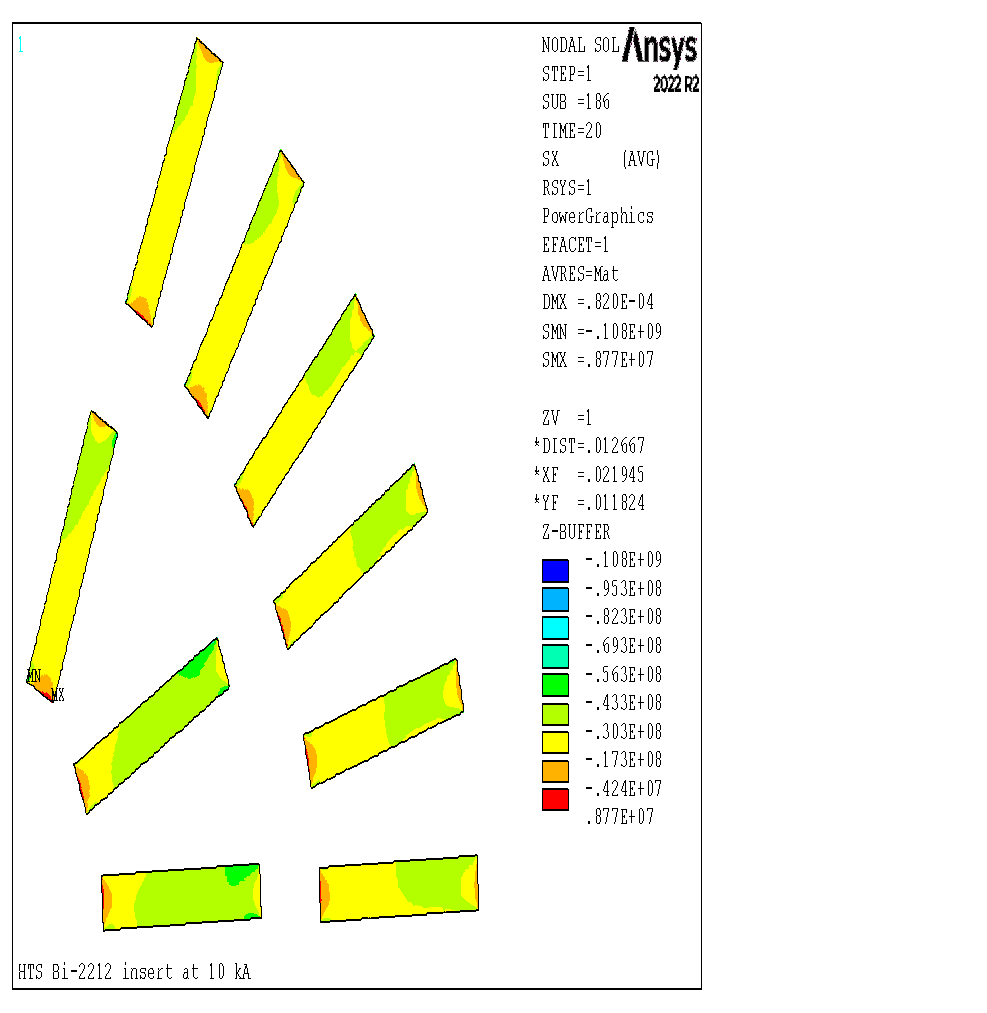 1
NODAL SOL
Ansys
2022 R2
STEP=1
SUB =186
TIME=20
SX (AVG)
RSYS=1
PowerGraphics
EFACET=1
AVRES=Mat
DMX =.820E-04
SMN =-.108E+09
SMX =.877E+07
ZV =1
*DIST=.012667
*XF =.021945
*YF =.011824
Z-BUFFER
-.108E+09
-.953E+08
-.823E+08
-.693E+08
-.563E+08
-.433E+08
-.303E+08
-.173E+08
-.424E+07
.877E+07
MN
MX
HTS Bi-2212 insert at 10 kA